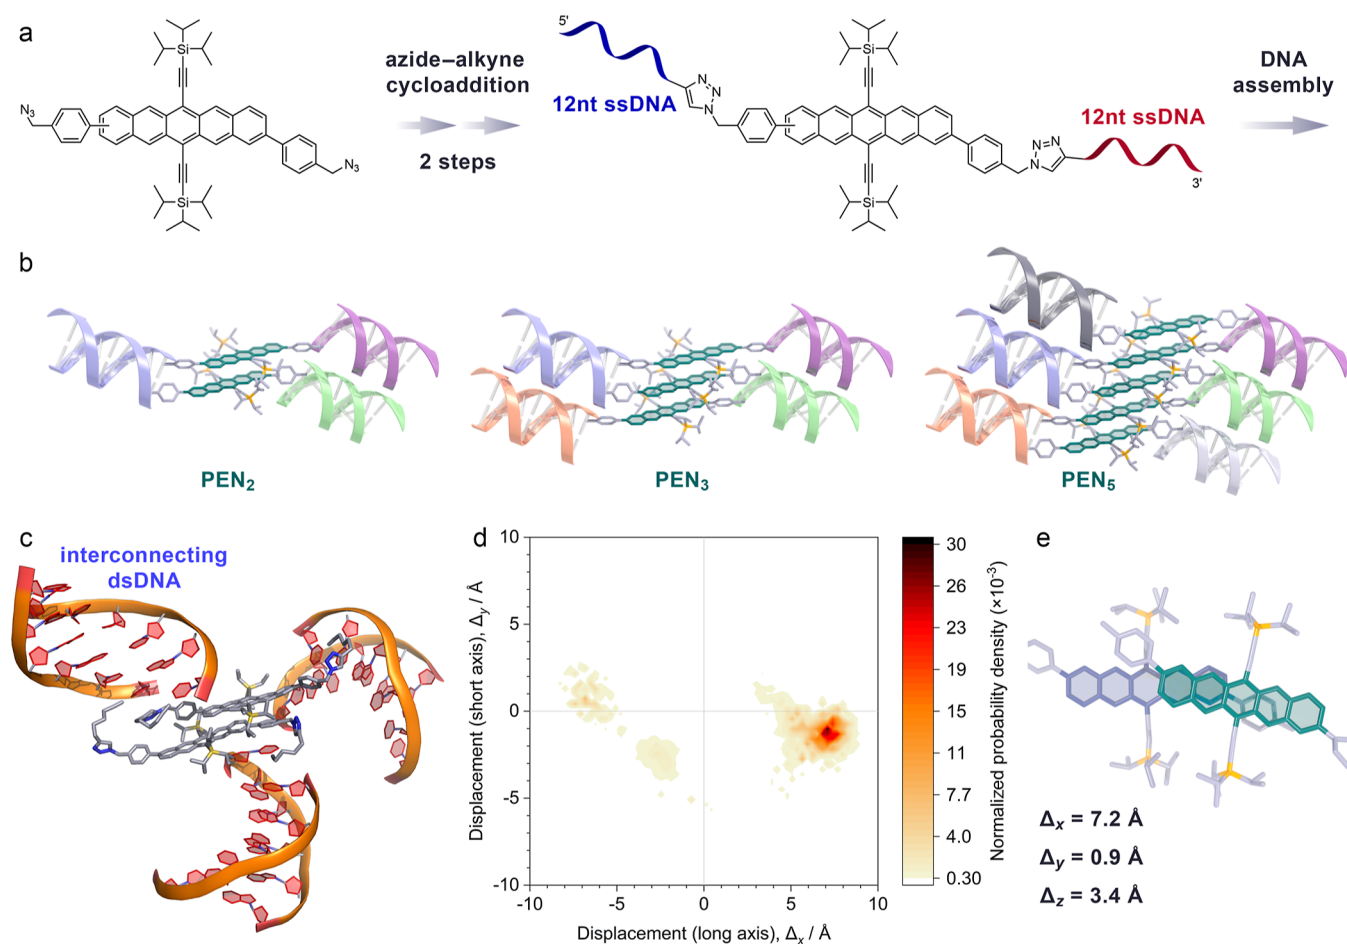 a
Si
N₃
N₃
Si
azide–alkyne
cycloaddition
2 steps
5'
12nt ssDNA
N
N
N
Si
Si
N
N
N
12nt ssDNA
3'
DNA
assembly
b
PEN₂
PEN₃
PEN₅
c
interconnecting
dsDNA
d
10
5
0
-5
-10
-10
-5
0
5
10
Displacement (short axis), Δy / Å
Displacement (long axis), Δx / Å
30
26
23
19
15
11
7.7
4.0
0.30
Normalized probability density (×10⁻³)
e
Δx = 7.2 Å
Δy = 0.9 Å
Δz = 3.4 Å